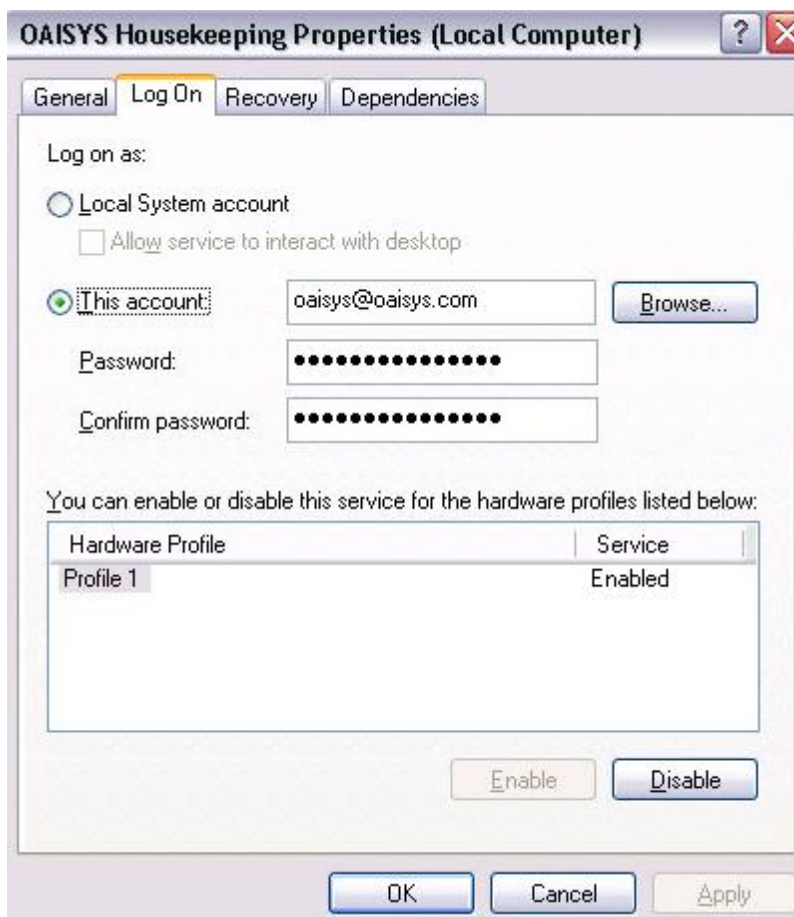 OAISYS Housekeeping Properties (Local Computer)
General Log On Recovery Dependencies
Log on as:
Local System account
Allow service to interact with desktop
This account: oaisys@oaisys.com Browse...
Password: •••••••••••••••
Confirm password: •••••••••••••••
You can enable or disable this service for the hardware profiles listed below:
Hardware Profile Service
Profile 1 Enabled
Enable Disable
OK Cancel Apply